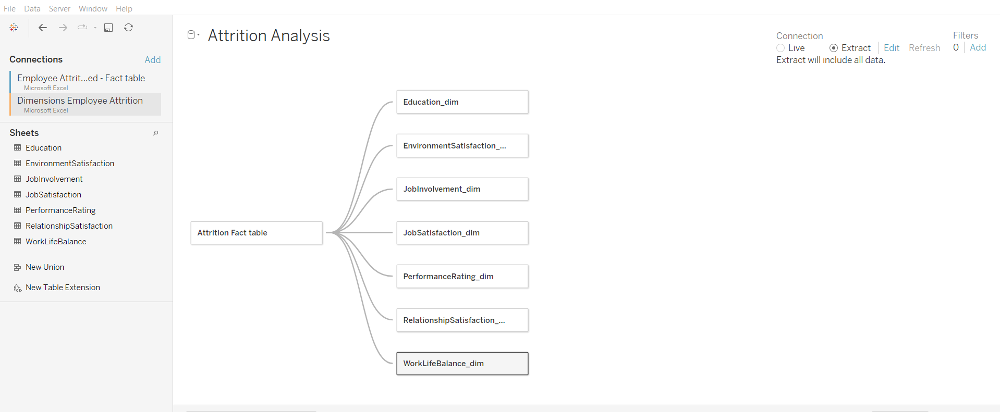 File Data Server Window Help
Attrition Analysis
Connection
Live Extract Edit Refresh
Extract will include all data.
Filters
0 Add
Connections Add
Employee Attrit...ed - Fact table
Microsoft Excel
Dimensions Employee Attrition
Microsoft Excel
Sheets
Education
EnvironmentSatisfaction
JobInvolvement
JobSatisfaction
PerformanceRating
RelationshipSatisfaction
WorkLifeBalance
New Union
New Table Extension
Attrition Fact table
Education_dim
EnvironmentSatisfaction_...
JobInvolvement_dim
JobSatisfaction_dim
PerformanceRating_dim
RelationshipSatisfaction_...
WorkLifeBalance_dim